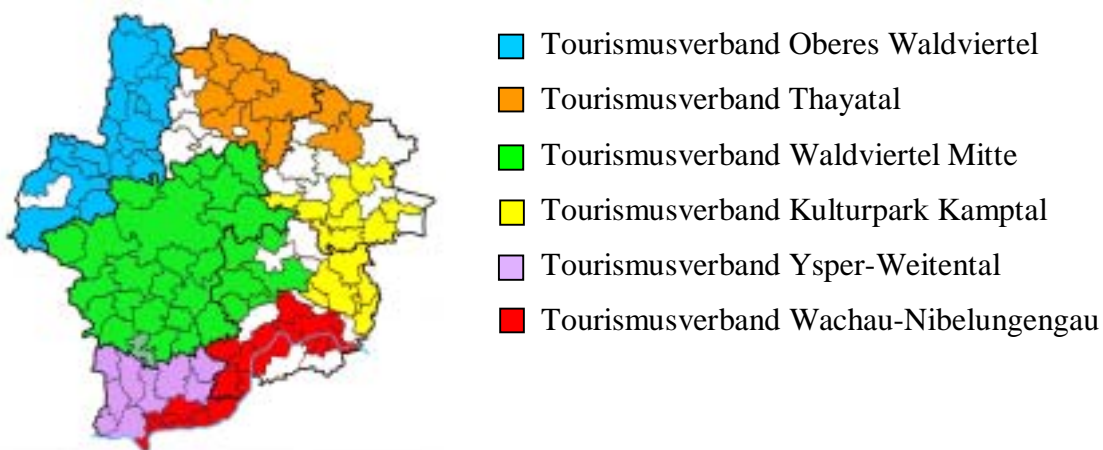 Tourismusverband Oberes Waldviertel
Tourismusverband Thayatal
Tourismusverband Waldviertel Mitte
Tourismusverband Kulturpark Kamptal
Tourismusverband Ysper-Weitental
Tourismusverband Wachau-Nibelungengau